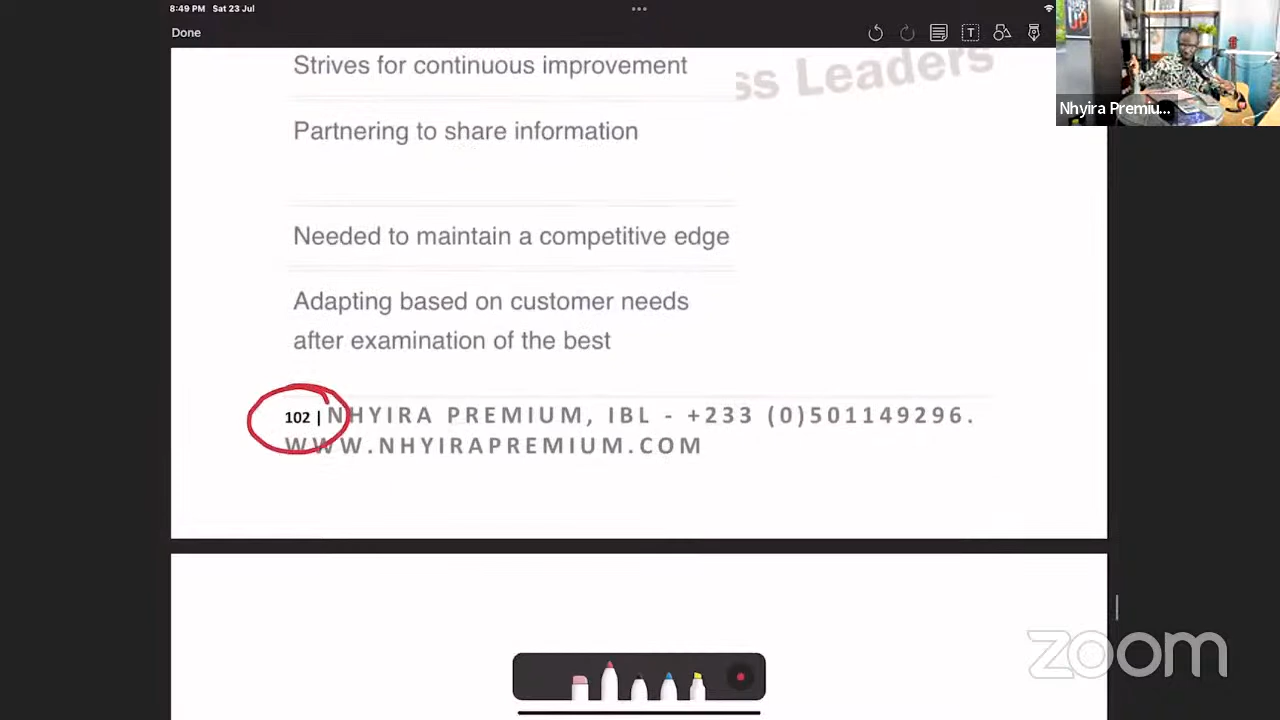 8:49 PM Sat 23 Jul
Done
UP
Nhyira Premiu...
Strives for continuous improvement
ss Leaders
Partnering to share information
Needed to maintain a competitive edge
Adapting based on customer needs
after examination of the best
102 | NHYIRA PREMIUM, IBL - +233 (0)501149296.
WWW.NHYIRAPREMIUM.COM
zoom